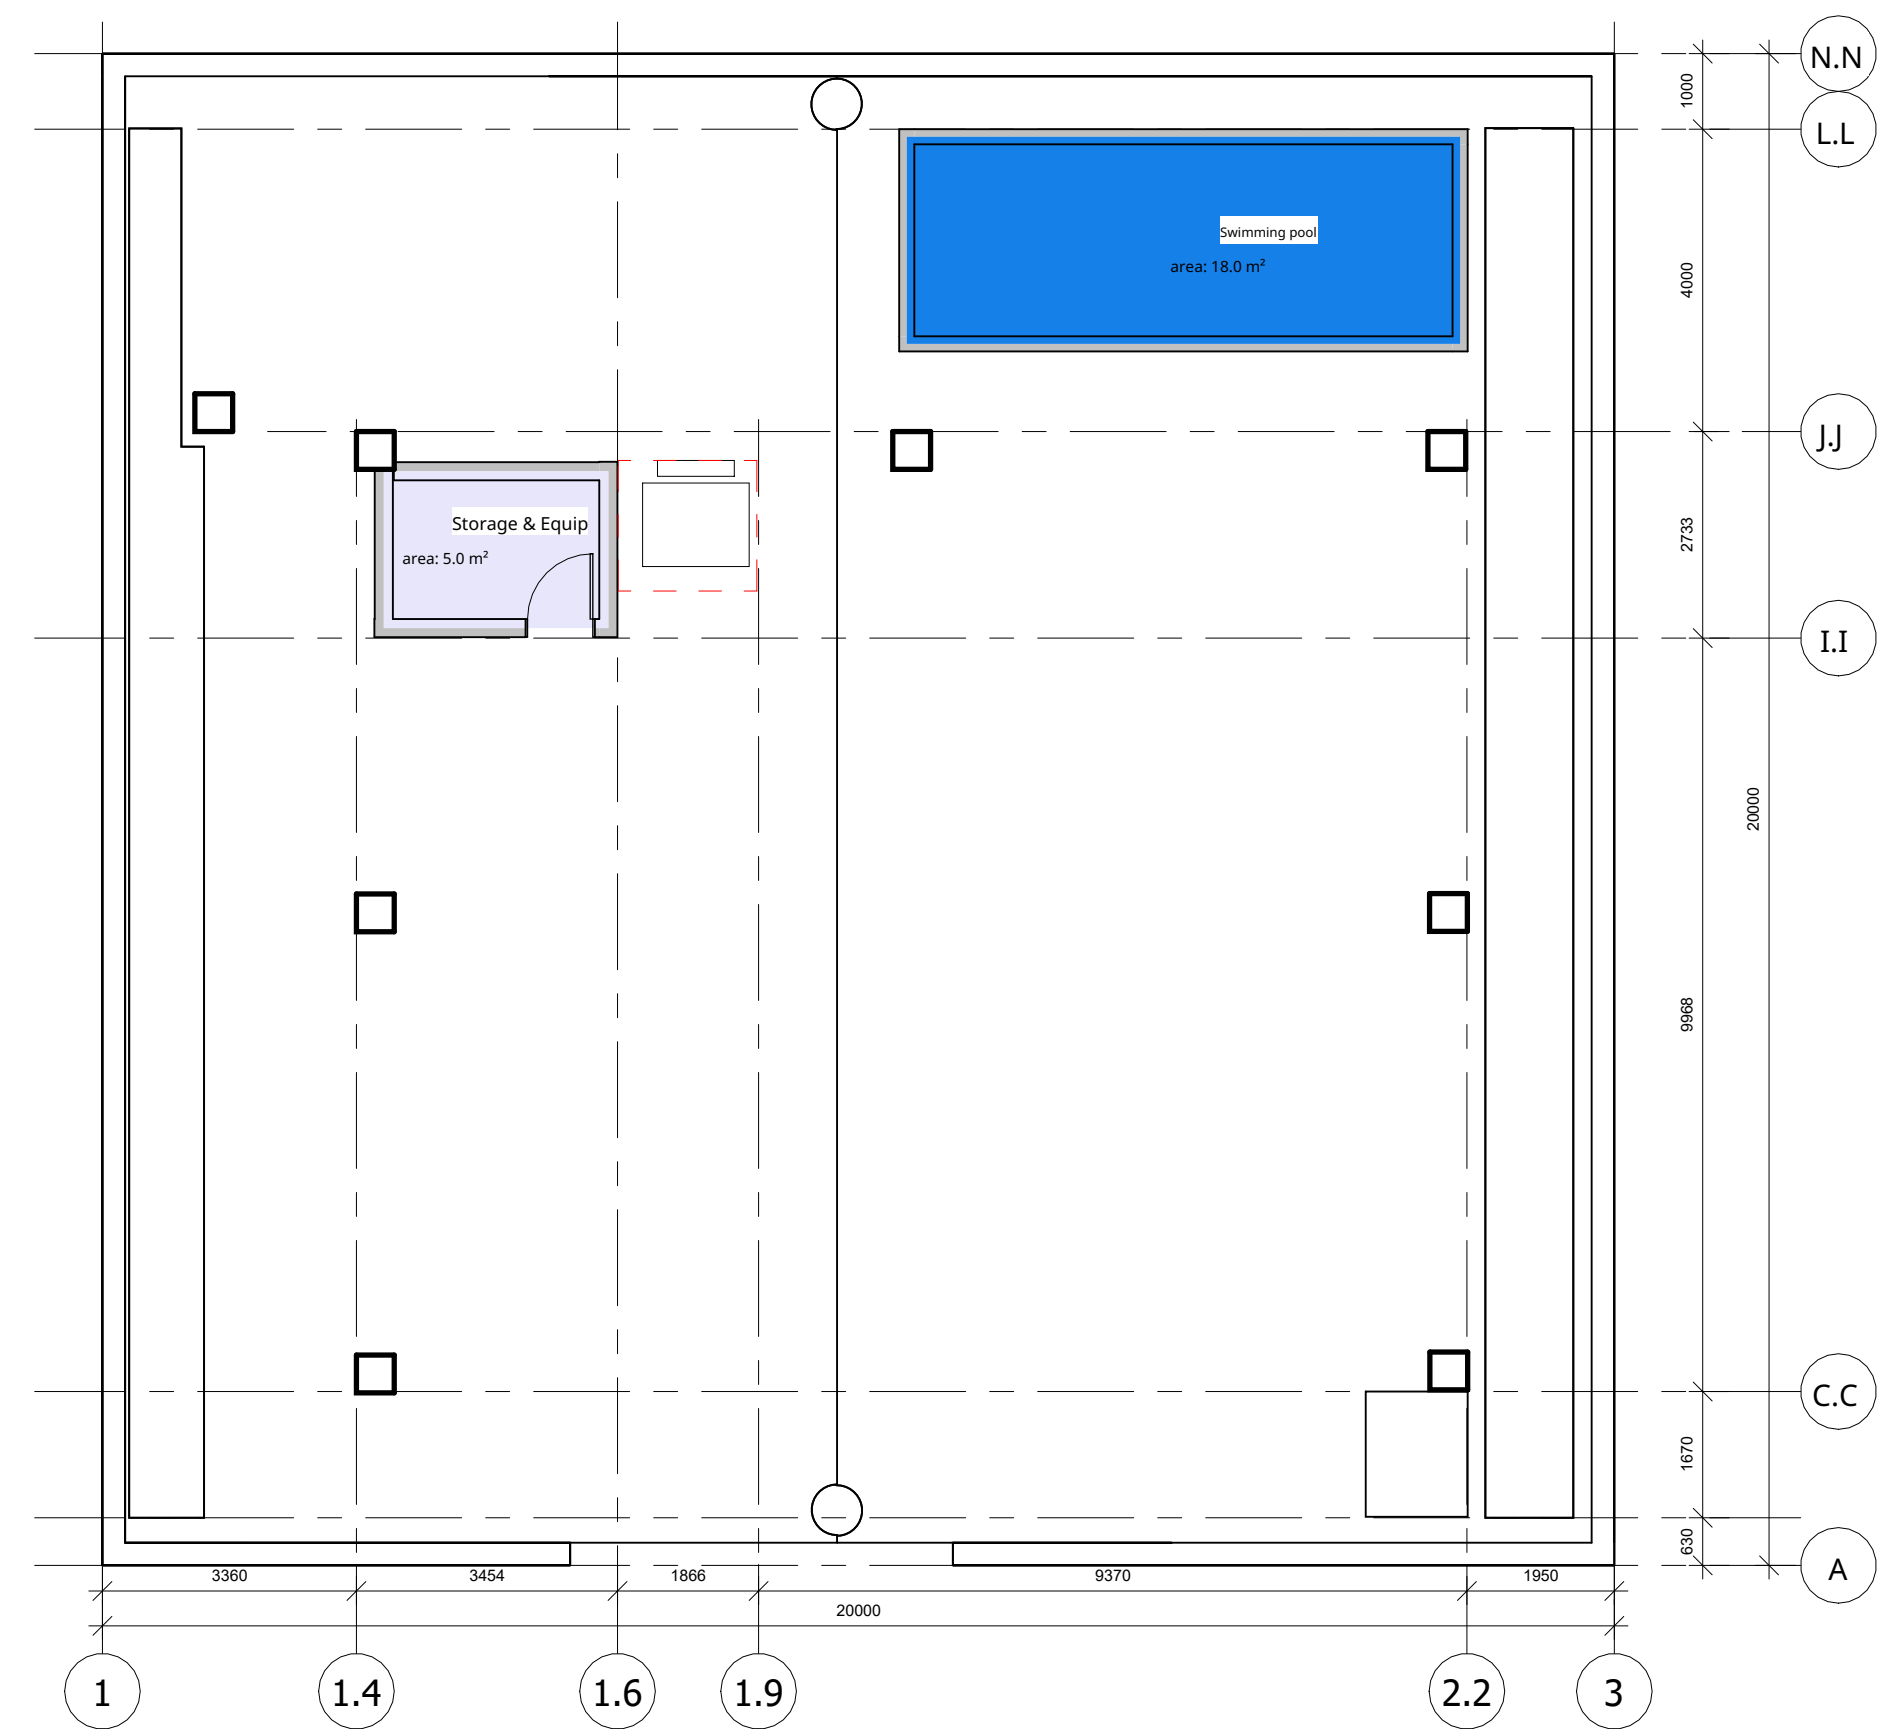 N.N
1000
L.L
Swimming pool
area: 18.0 m²
4000
J.J
Storage & Equip
area: 5.0 m²
2733
I.I
20000
9968
C.C
1670
630
A
3360 3454 1866 9370 1950
20000
1 1.4 1.6 1.9 2.2 3